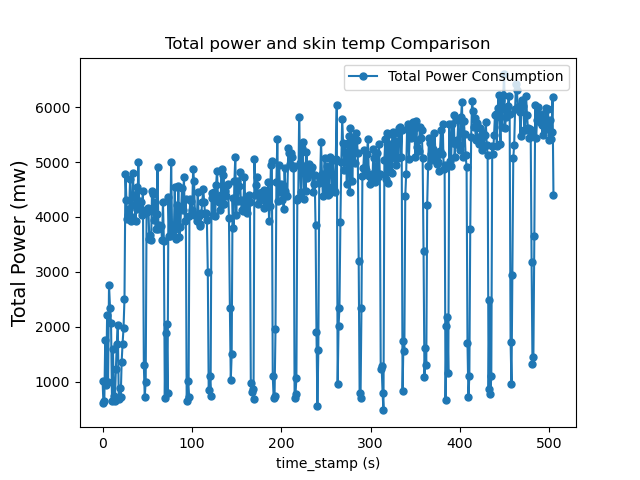 Total power and skin temp Comparison
Total Power Consumption
Total Power (mw)
6000
5000
4000
3000
2000
1000
0 100 200 300 400 500
time_stamp (s)